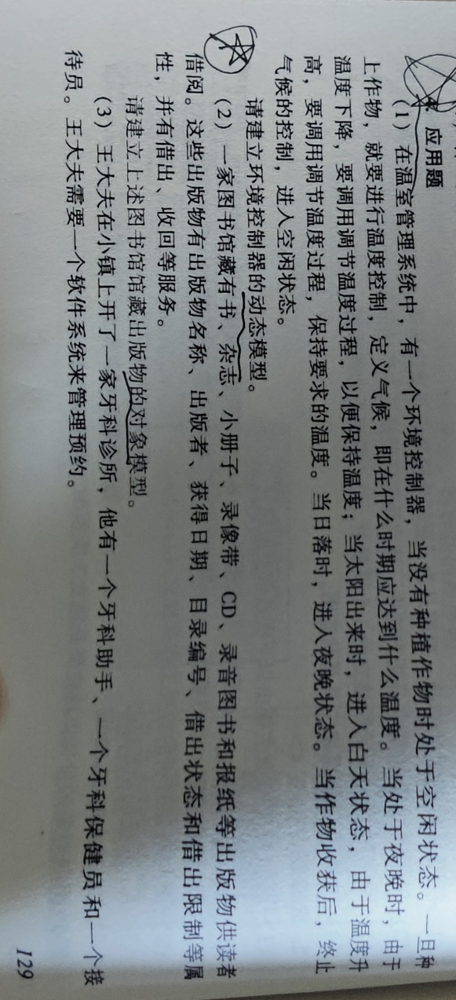 应用题
（1）在温室管理系统中，有一个环境控制器，当没有种植作物时处于空闲状态。一旦种
上作物，就要进行温度控制，定义气候，即在什么时期应达到什么温度。当处于夜晚时，由于
温度下降，要调用调节温度过程，以便保持温度；当太阳出来时，进入白天状态，由于温度升
高，要调用调节温度过程，保持要求的温度。当日落时，进入夜晚状态。当作物收获后，终止
气候的控制，进入空闲状态。
请建立环境控制器的动态模型。
（2）一家图书馆藏有书、杂志、小册子、录像带、CD、录音图书和报纸等出版物供读者
借阅。这些出版物有出版物名称、出版者、获得日期、目录编号、借出状态和借出限制等属
性，并有借出、收回等服务。
请建立上述图书馆馆藏出版物的对象模型。
（3）王大夫在小镇上开了一家牙科诊所，他有一个牙科助手、一个牙科保健员和一个接
待员。王大夫需要一个软件系统来管理预约。
129